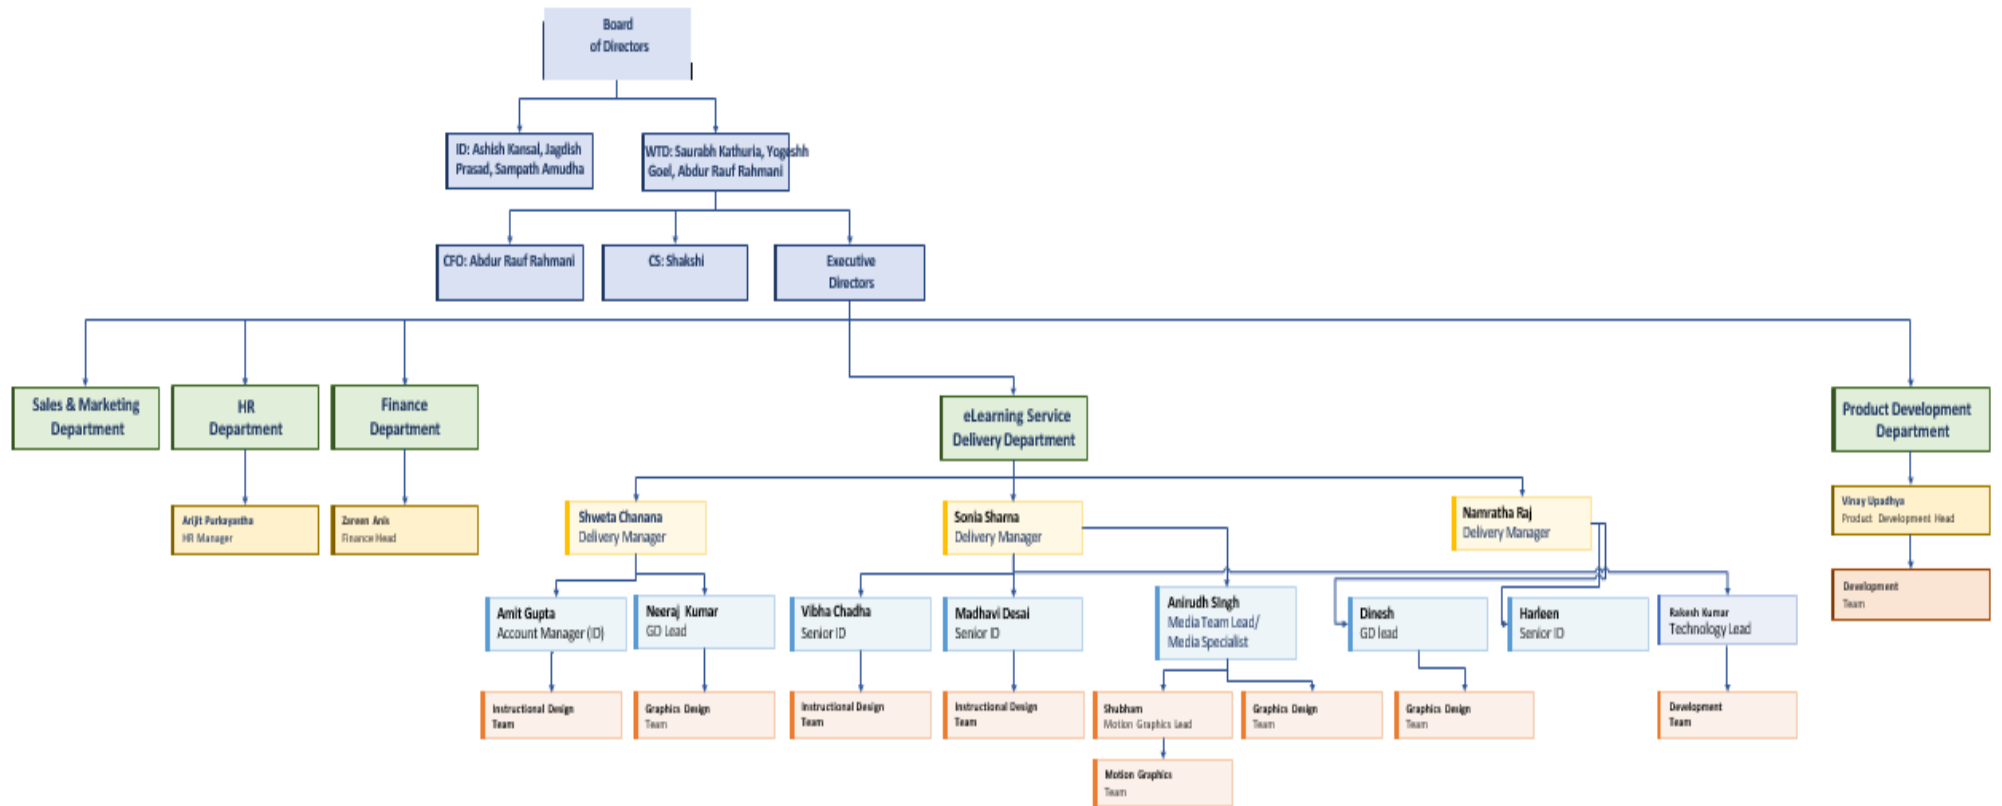 Board
of Directors
ID: Ashish Kansal, Jagdish
Prasad, Sampath Amudha
WTD: Saurabh Kathuria, Yogeshh
Goel, Abdur Rauf Rahmani
CFO: Abdur Rauf Rahmani
CS: Shakshi
Executive
Directors
Sales & Marketing
Department
HR
Department
Finance
Department
eLearning Service
Delivery Department
Product Development
Department
Arijit Purkayastha
HR Manager
Zareen Anis
Finance Head
Shweta Chanana
Delivery Manager
Sonia Sharna
Delivery Manager
Namratha Raj
Delivery Manager
Vinay Upadhya
Product Development Head
Amit Gupta
Account Manager (ID)
Neeraj Kumar
GD Lead
Vibha Chadha
Senior ID
Madhavi Desai
Senior ID
Anirudh Singh
Media Team Lead/
Media Specialist
Dinesh
GD lead
Harleen
Senior ID
Rakesh Kumar
Technology Lead
Development
Team
Instructional Design
Team
Graphics Design
Team
Instructional Design
Team
Instructional Design
Team
Shubham
Motion Graphics Lead
Graphics Design
Team
Graphics Design
Team
Development
Team
Motion Graphics
Team